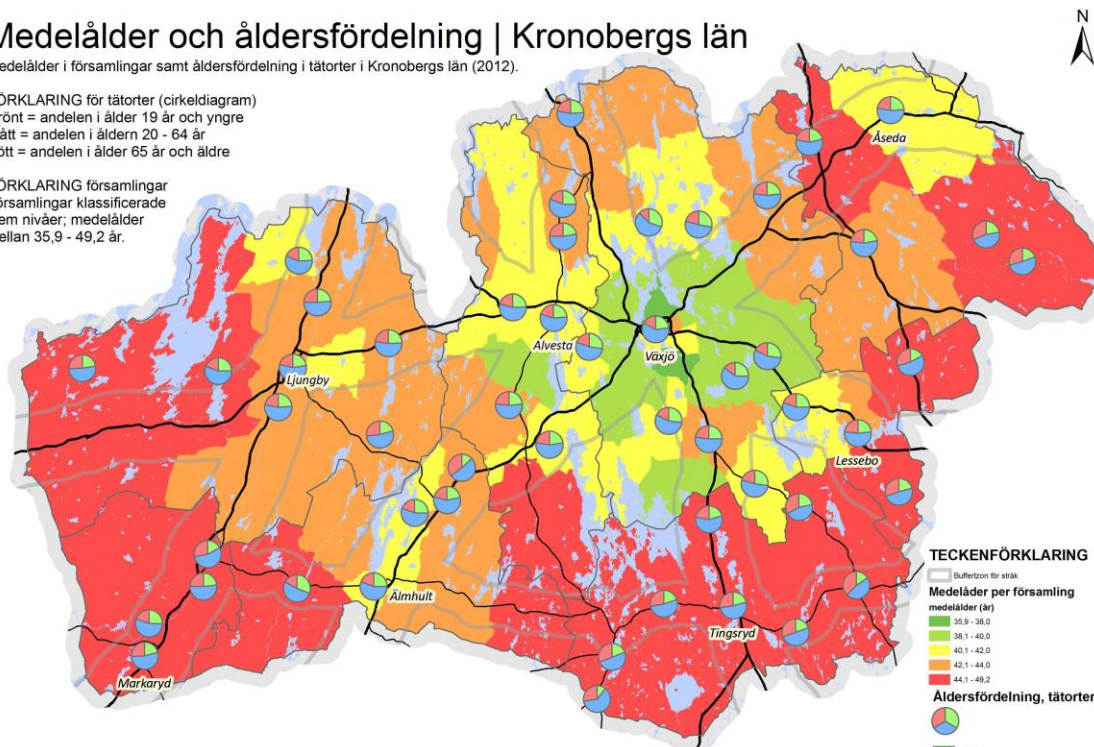 Medelålder och åldersfördelning | Kronobergs län
edelålder i församlingar samt åldersfördelning i tätorter i Kronobergs län (2012).
ÖRKLARING för tätorter (cirkeldiagram)
rönt = andelen i ålder 19 år och yngre
ått = andelen i åldern 20 - 64 år
ött = andelen i ålder 65 år och äldre
ÖRKLARING församlingar
örsamlingar klassificerade
em nivåer; medelålder
ellan 35,9 - 49,2 år.
N
Åseda
Alvesta
Växjö
Ljungby
Lessebo
Älmhult
Tingsryd
Markaryd
TECKENFÖRKLARING
Buffertzon för stråk
Medelåder per församling
medelålder (år)
35,9 - 38,0
38,1 - 40,0
40,1 - 42,0
42,1 - 44,0
44,1 - 49,2
Åldersfördelning, tätorter